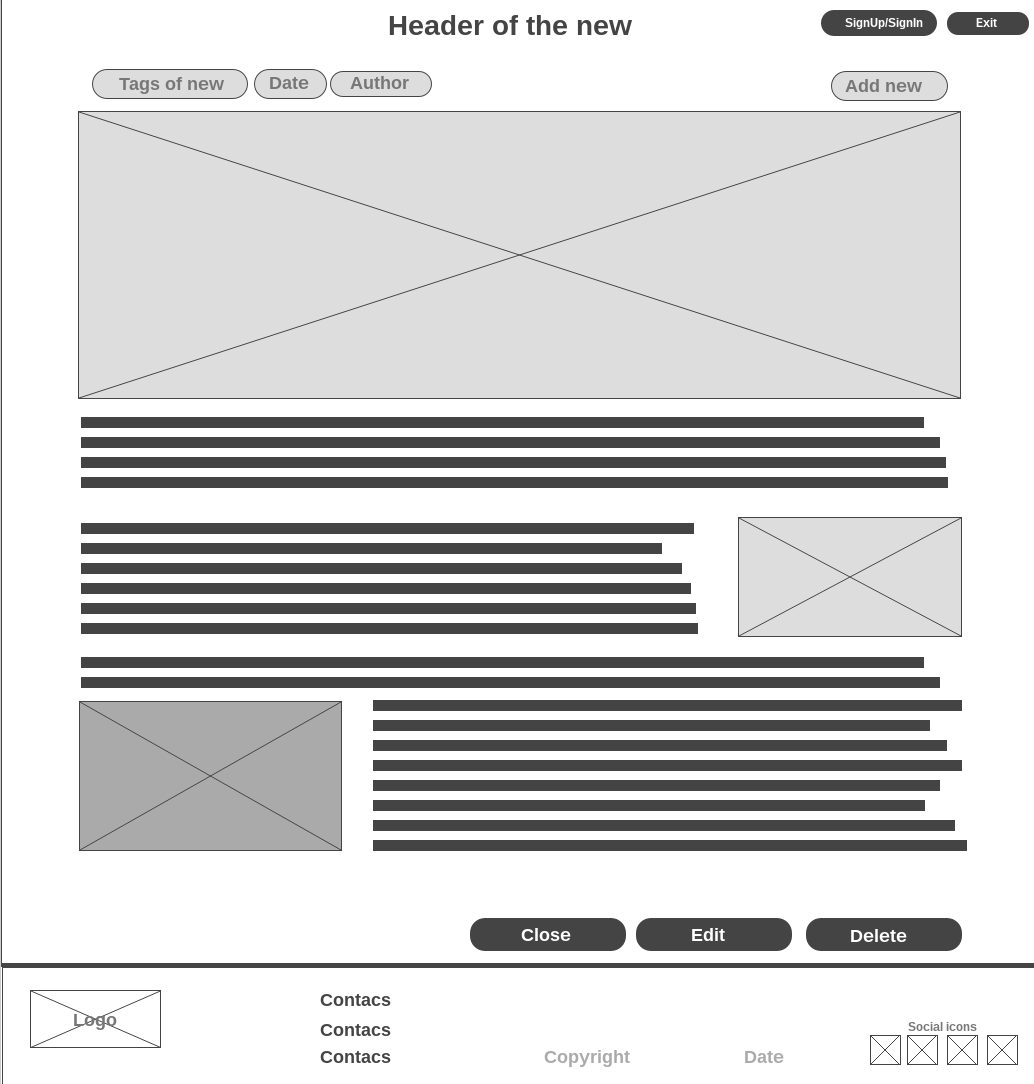 Header of the new
SignUp/SignIn
Exit
Tags of new
Date
Author
Add new
Close
Edit
Delete
Logo
Contacs
Contacs
Contacs
Copyright
Date
Social icons